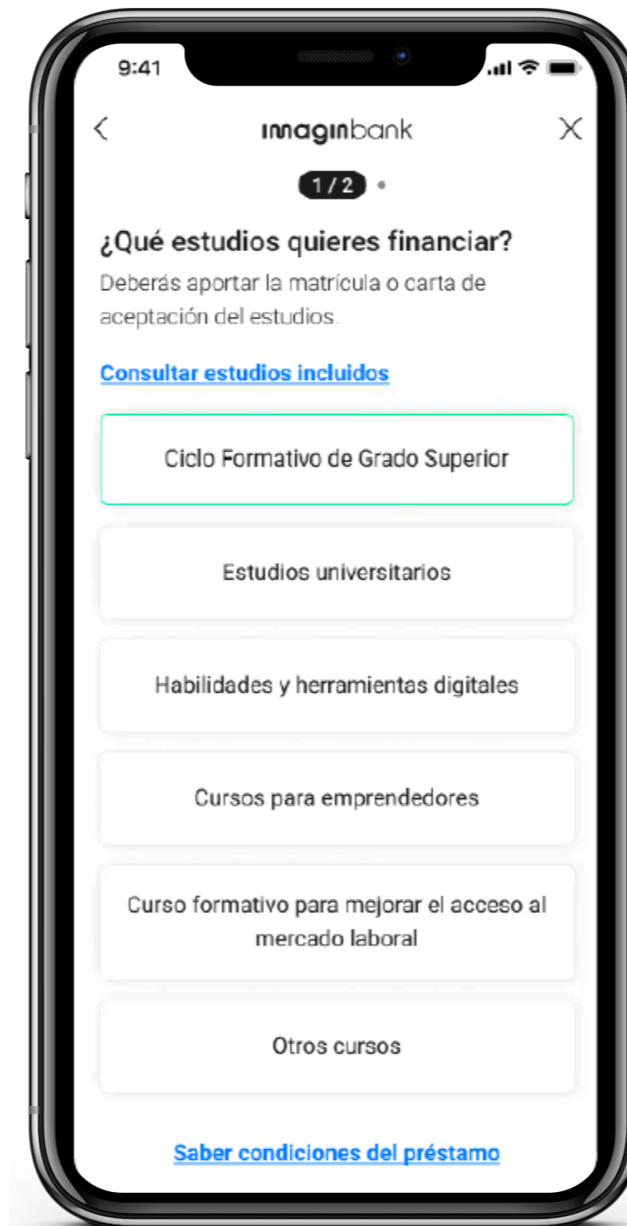 9:41
imaginbank
1 / 2
¿Qué estudios quieres financiar?
Deberás aportar la matrícula o carta de
aceptación del estudios.
Consultar estudios incluidos
Ciclo Formativo de Grado Superior
Estudios universitarios
Habilidades y herramientas digitales
Cursos para emprendedores
Curso formativo para mejorar el acceso al
mercado laboral
Otros cursos
Saber condiciones del préstamo